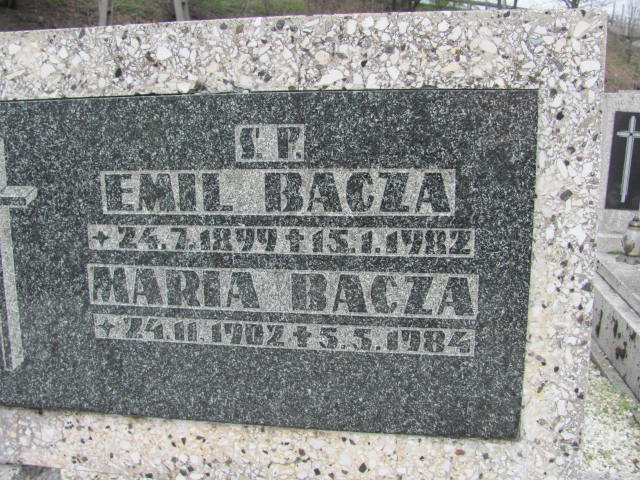 Ś. P.
EMIL BACZA
+24.7.1899 +15.1.1982
MARIA BACZA
+24.11.1902 +5.5.1984